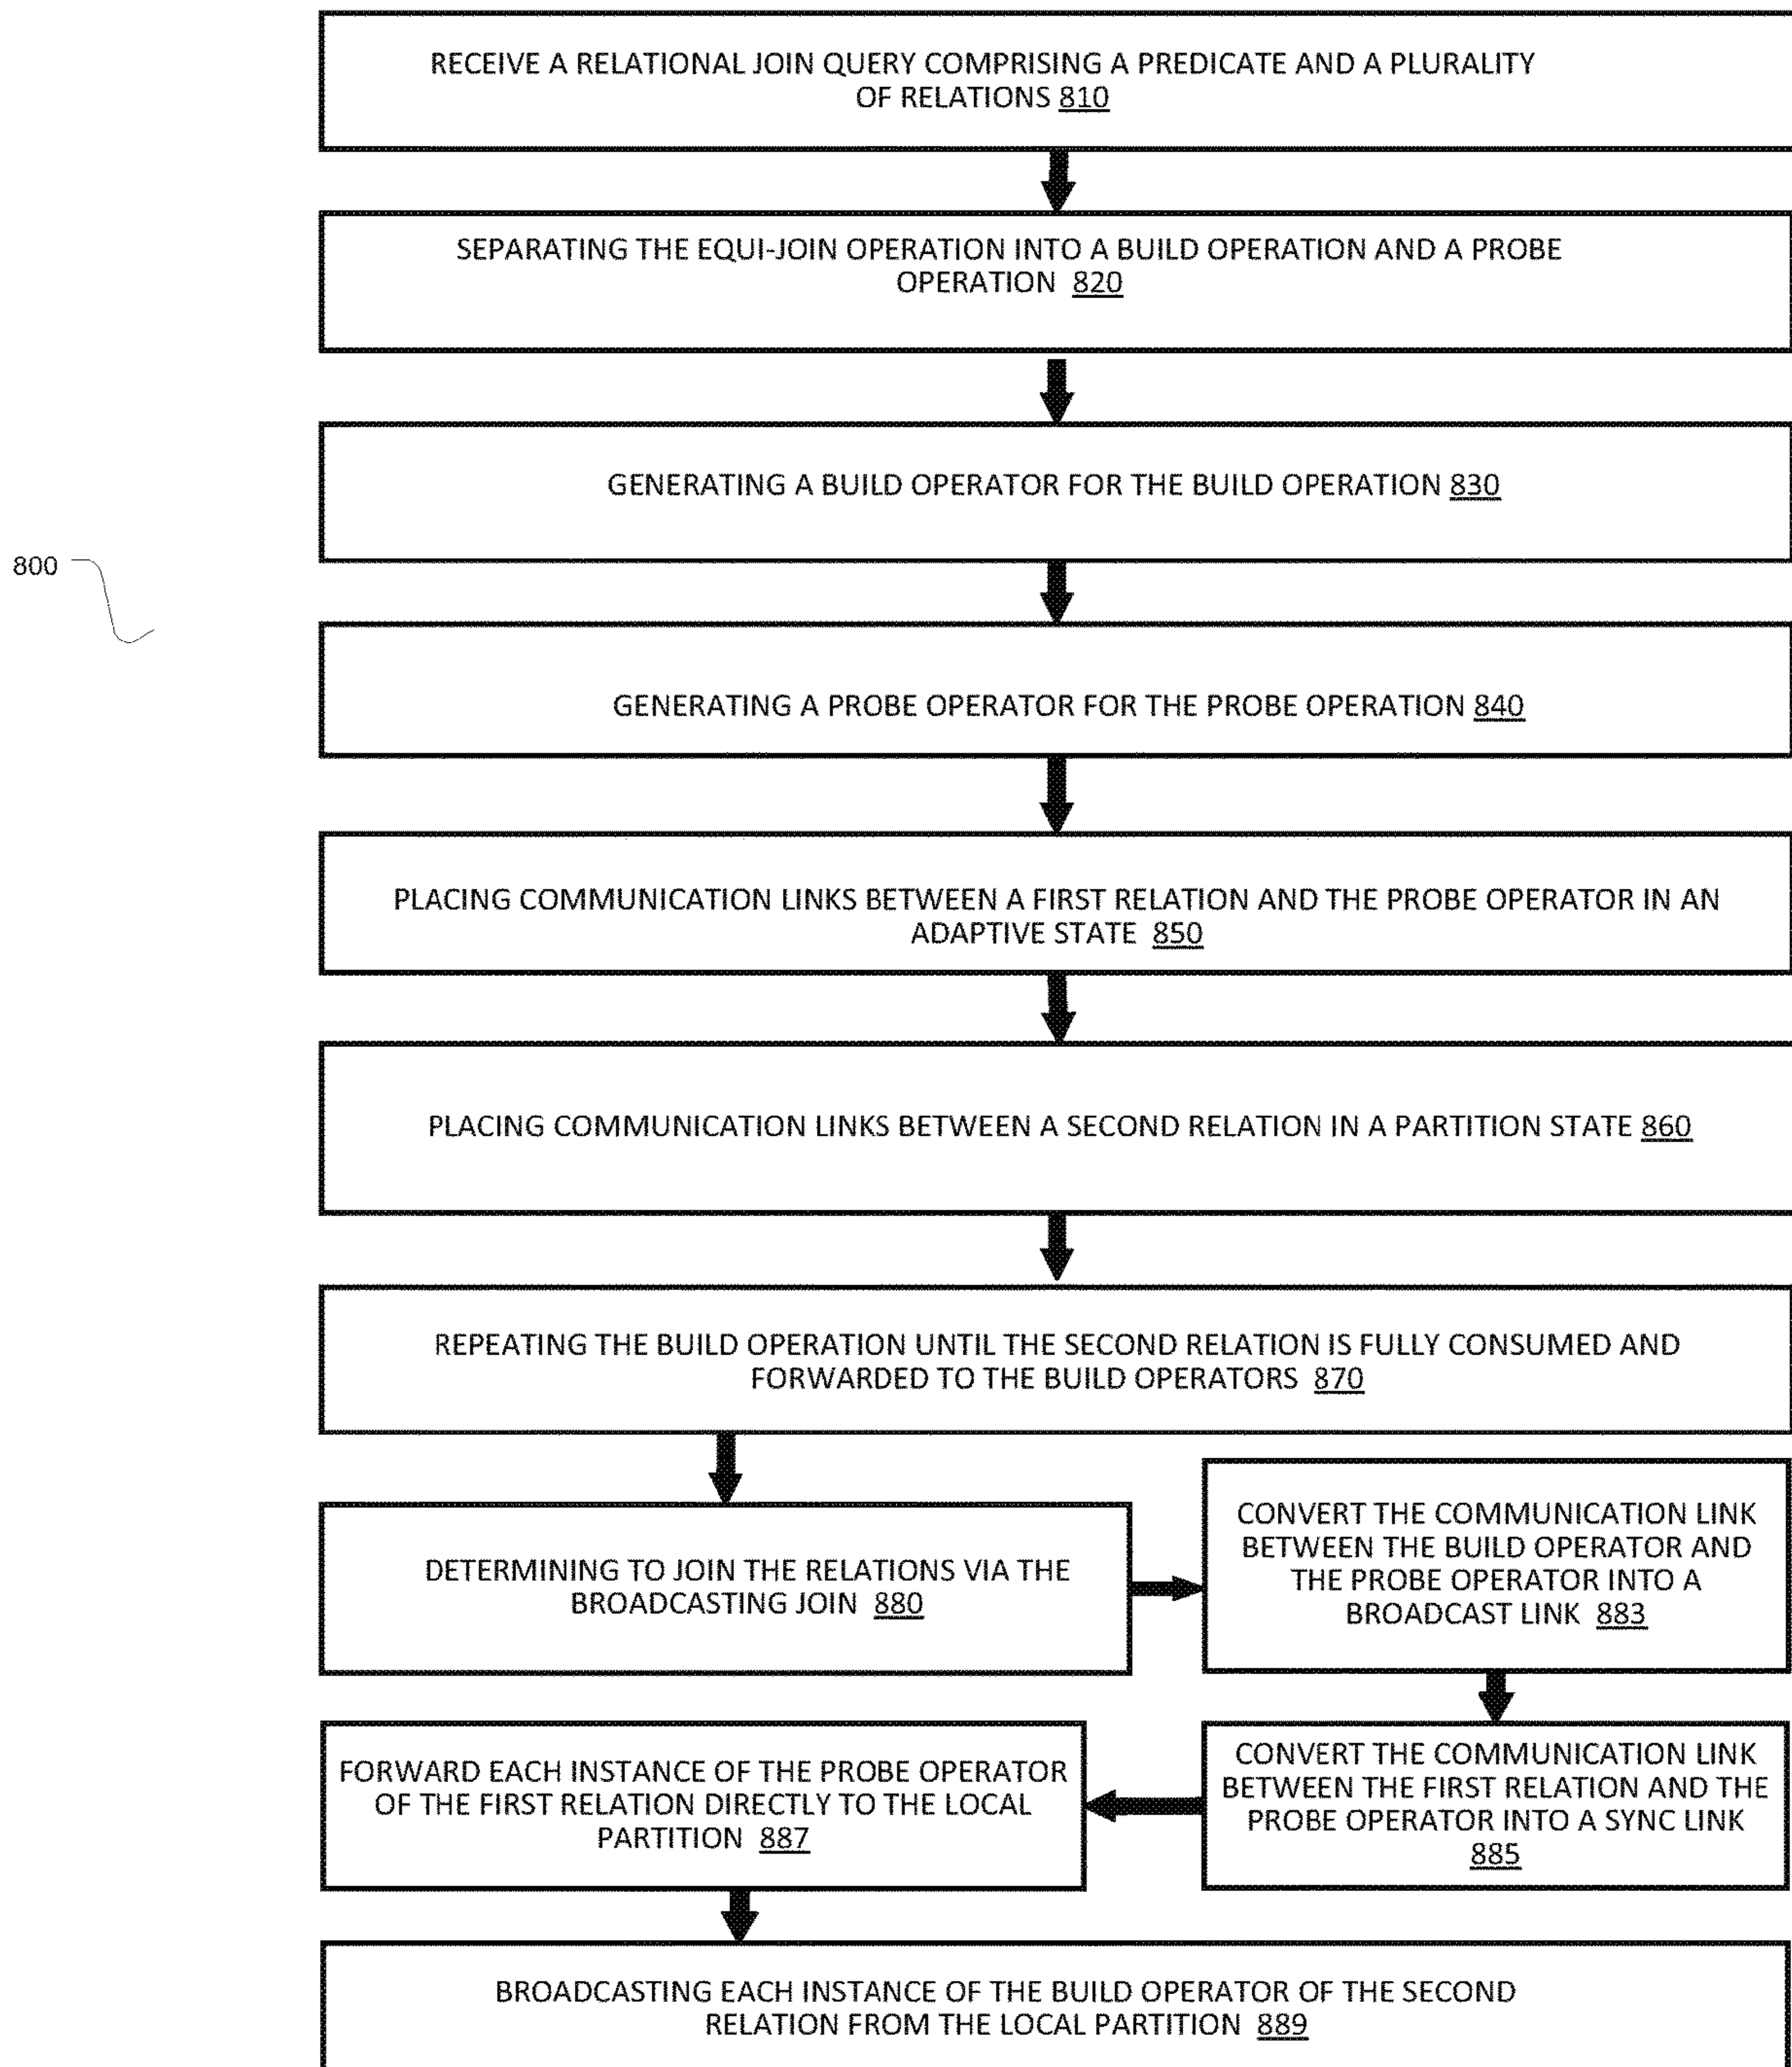 RECEIVE A RELATIONAL JOIN QUERY COMPRISING A PREDICATE AND A PLURALITY
OF RELATIONS 810
SEPARATING THE EQUI-JOIN OPERATION INTO A BUILD OPERATION AND A PROBE
OPERATION 820
GENERATING A BUILD OPERATOR FOR THE BUILD OPERATION 830
800
GENERATING A PROBE OPERATOR FOR THE PROBE OPERATION 840
PLACING COMMUNICATION LINKS BETWEEN A FIRST RELATION AND THE PROBE OPERATOR IN AN
ADAPTIVE STATE 850
PLACING COMMUNICATION LINKS BETWEEN A SECOND RELATION IN A PARTITION STATE 860
REPEATING THE BUILD OPERATION UNTIL THE SECOND RELATION IS FULLY CONSUMED AND
FORWARDED TO THE BUILD OPERATORS 870
DETERMINING TO JOIN THE RELATIONS VIA THE
BROADCASTING JOIN 880
CONVERT THE COMMUNICATION LINK
BETWEEN THE BUILD OPERATOR AND
THE PROBE OPERATOR INTO A
BROADCAST LINK 883
CONVERT THE COMMUNICATION LINK
BETWEEN THE FIRST RELATION AND THE
PROBE OPERATOR INTO A SYNC LINK
885
FORWARD EACH INSTANCE OF THE PROBE OPERATOR
OF THE FIRST RELATION DIRECTLY TO THE LOCAL
PARTITION 887
BROADCASTING EACH INSTANCE OF THE BUILD OPERATOR OF THE SECOND
RELATION FROM THE LOCAL PARTITION 889